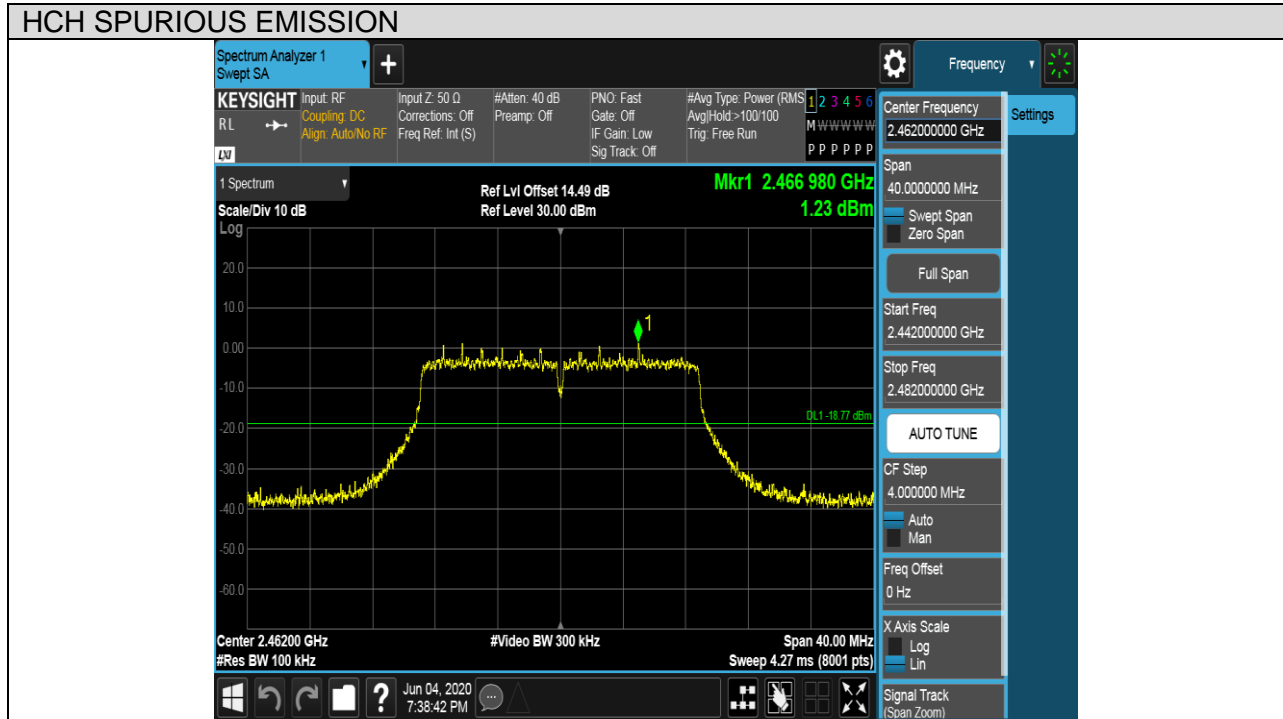 HCH SPURIOUS EMISSION
Spectrum Analyzer 1
Swept SA
+
Frequency
KEYSIGHT
RL
LXI
Input: RF
Coupling: DC
Align: Auto/No RF
Input Z: 50 Ω
Corrections: Off
Freq Ref: Int (S)
#Atten: 40 dB
Preamp: Off
PNO: Fast
Gate: Off
IF Gain: Low
Sig Track: Off
#Avg Type: Power (RMS
Avg|Hold:>100/100
Trig: Free Run
1 2 3 4 5 6
M W W W W W
P P P P P P
1 Spectrum
Scale/Div 10 dB
Log
Ref Lvl Offset 14.49 dB
Ref Level 30.00 dBm
Mkr1 2.466 980 GHz
1.23 dBm
20.0
10.0
0.00
-10.0
-20.0
-30.0
-40.0
-50.0
-60.0
1
DL1 -18.77 dBm
Center 2.46200 GHz
#Res BW 100 kHz
#Video BW 300 kHz
Span 40.00 MHz
Sweep 4.27 ms (8001 pts)
Jun 04, 2020
7:38:42 PM
?
Center Frequency
2.462000000 GHz
Settings
Span
40.0000000 MHz
Swept Span
Zero Span
Full Span
Start Freq
2.442000000 GHz
Stop Freq
2.482000000 GHz
AUTO TUNE
CF Step
4.000000 MHz
Auto
Man
Freq Offset
0 Hz
X Axis Scale
Log
Lin
Signal Track
(Span Zoom)